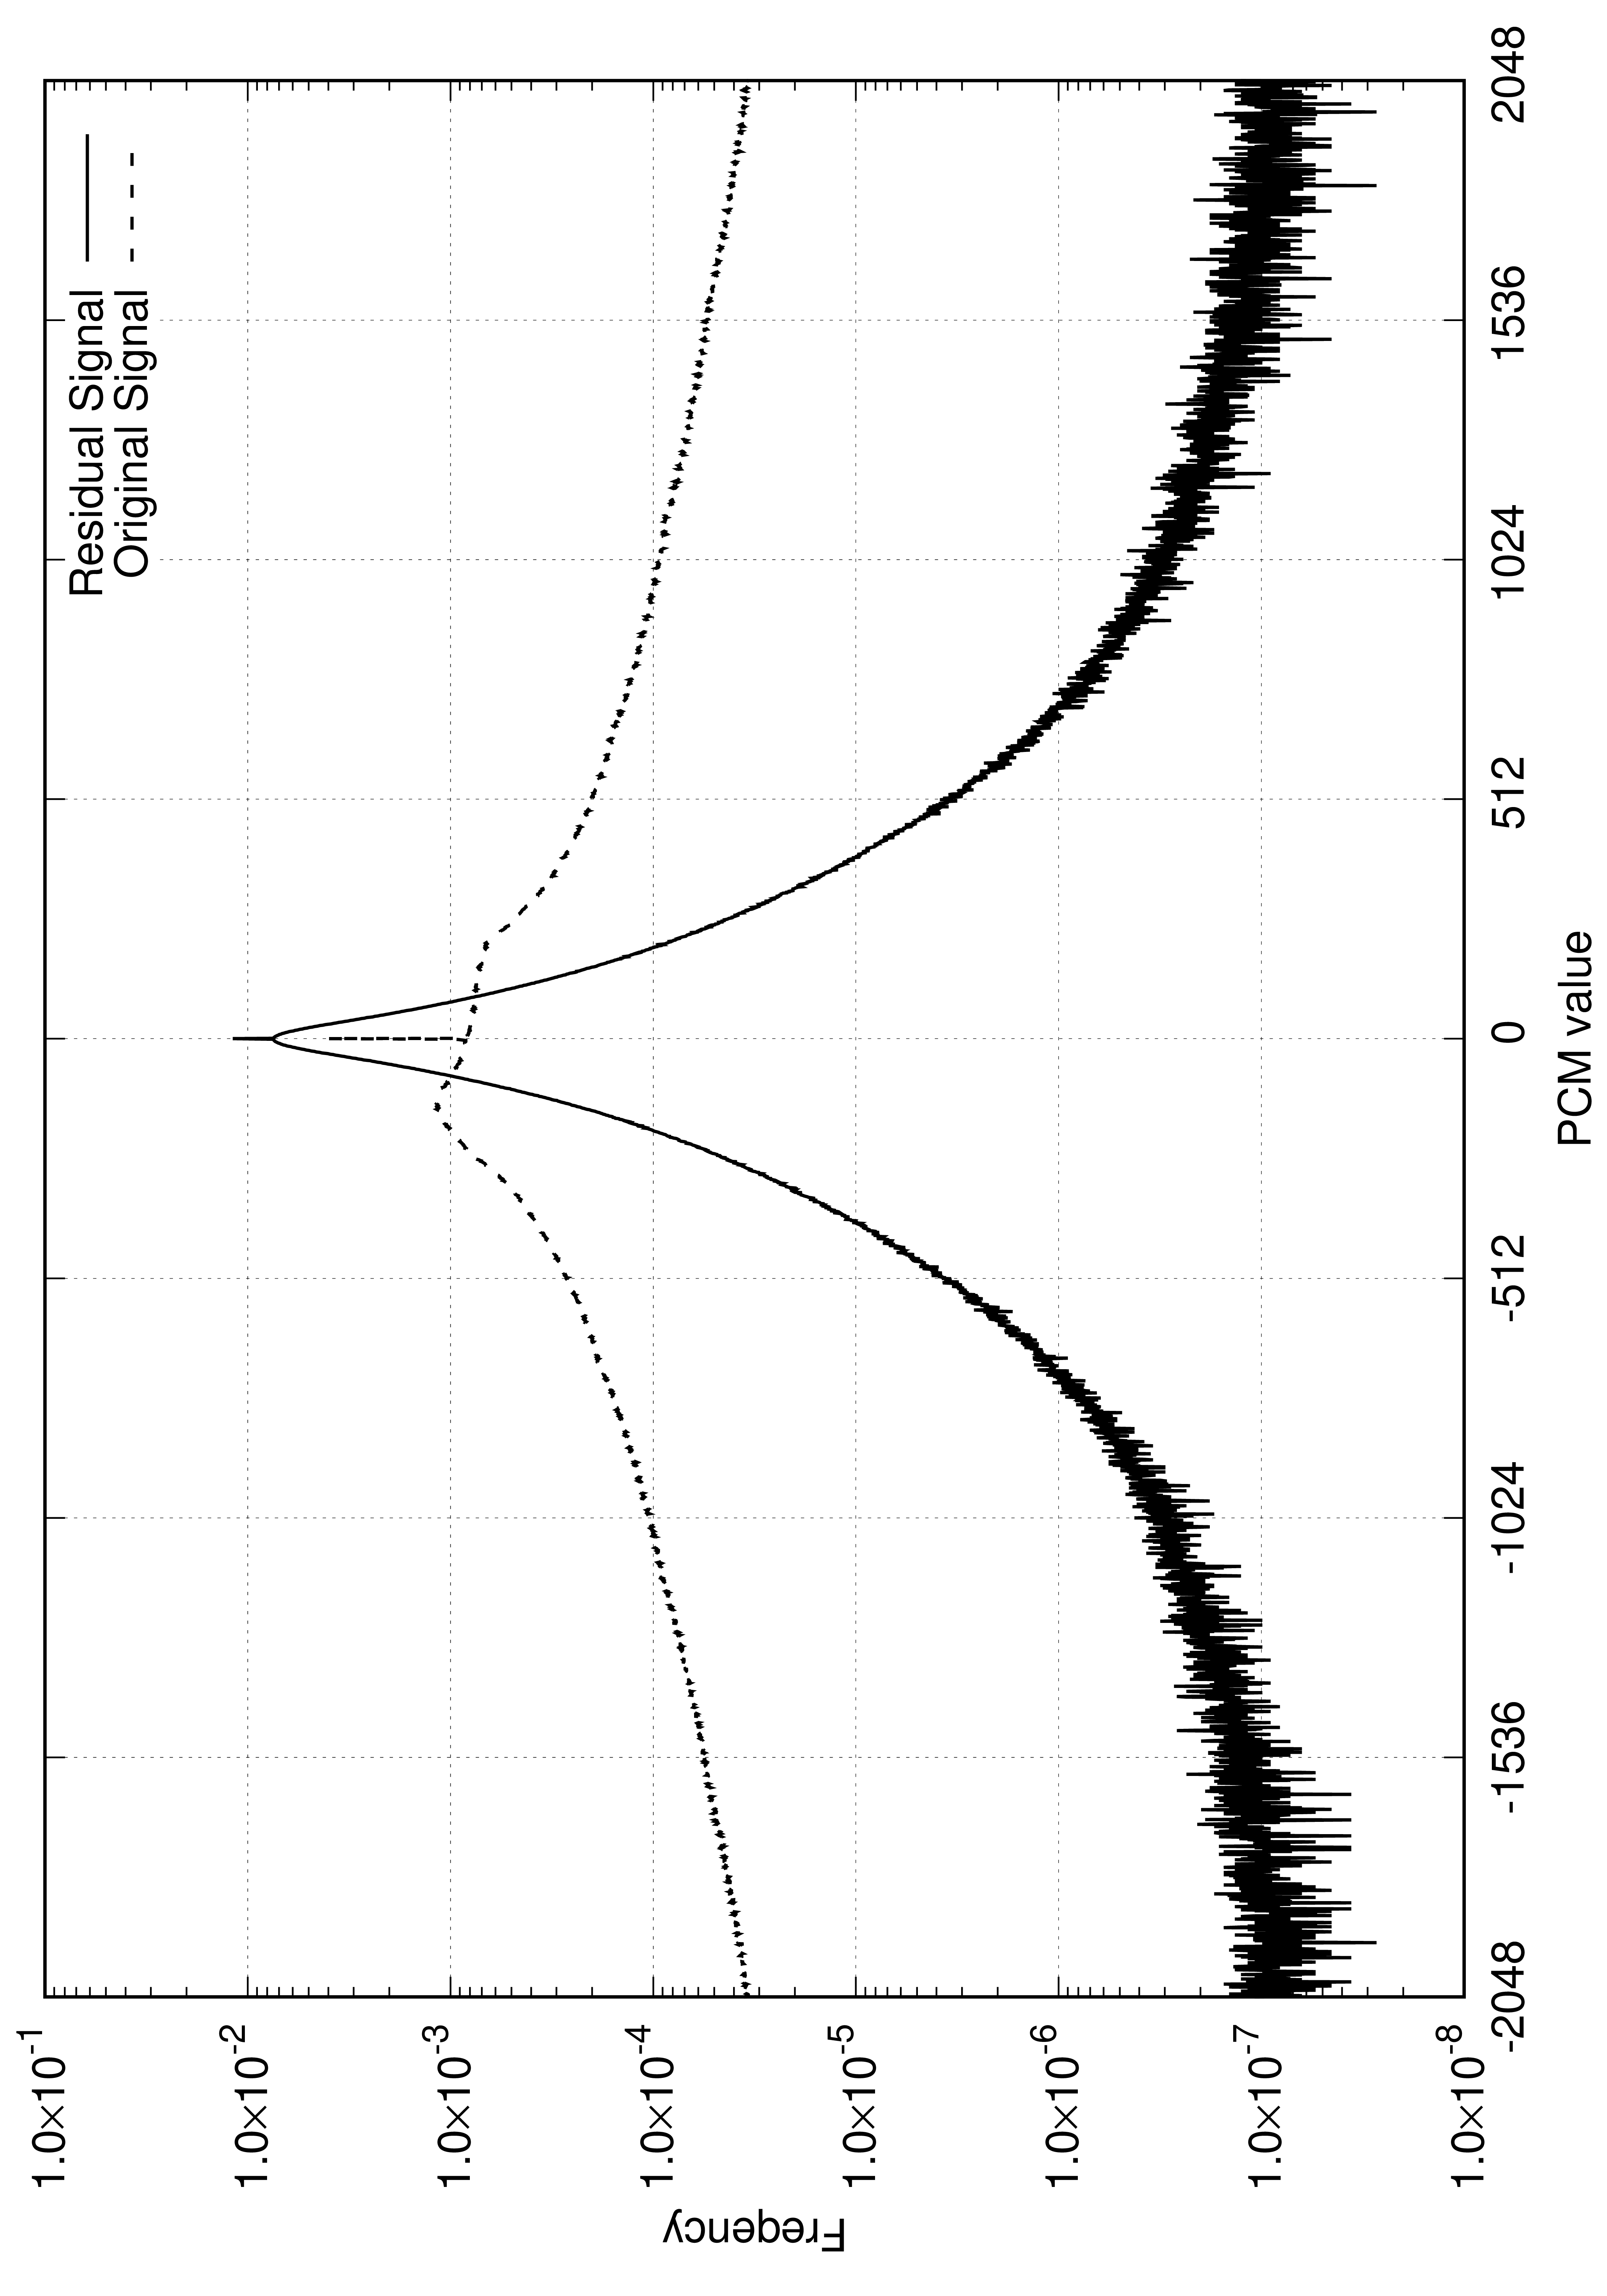 1.0×10-1
1.0×10-2
1.0×10-3
1.0×10-4
1.0×10-5
1.0×10-6
1.0×10-7
1.0×10-8
Freqency
Residual Signal
Original Signal
-2048 -1536 -1024 -512 0 512 1024 1536 2048
PCM value